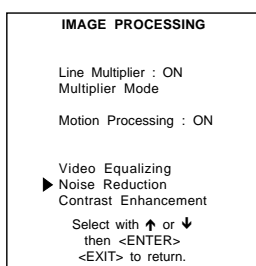 IMAGE PROCESSING
Line Multiplier : ON
Multiplier Mode
Motion Processing : ON
Video Equalizing
Noise Reduction
Contrast Enhancement
Select with ↑ or ↓
then <ENTER>
<EXIT> to return.